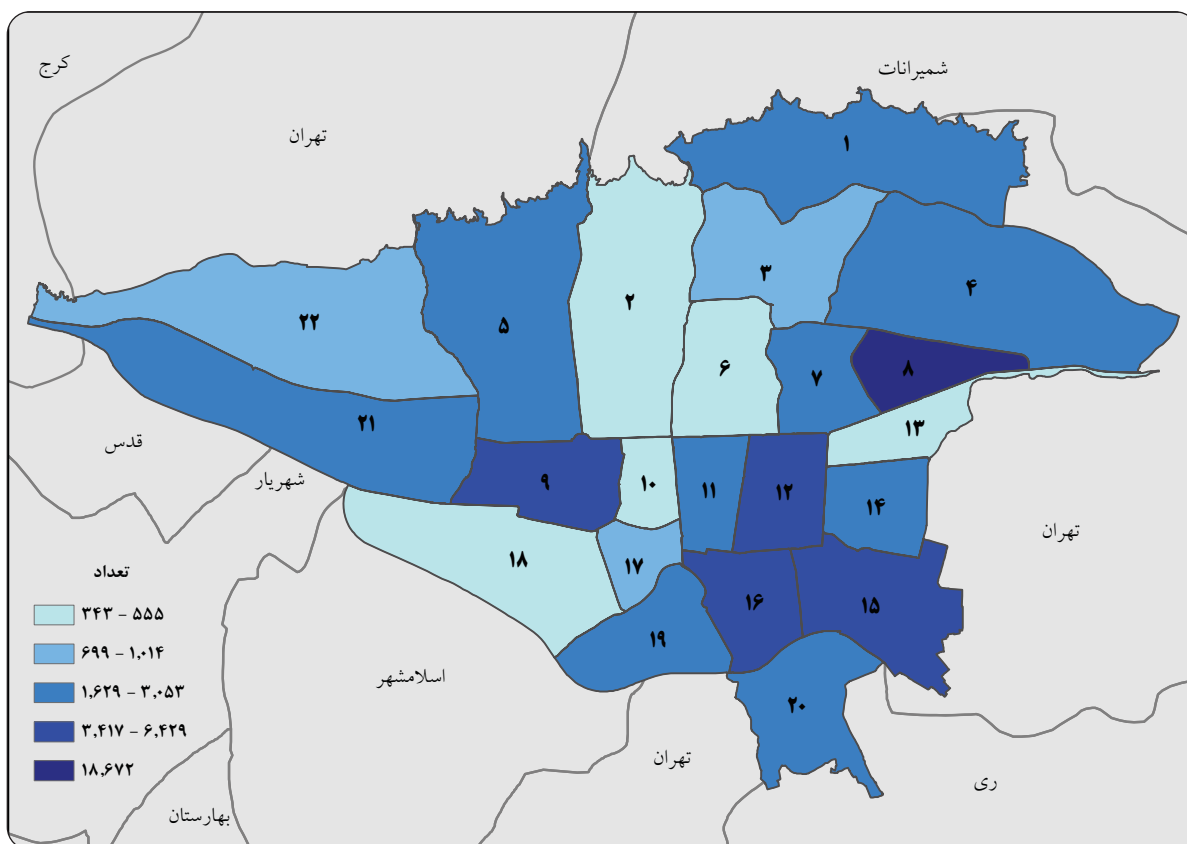 کرج
شمیرانات
تهران
۱
۳
۴
۲
۲۲
۵
۶
۷
۸
۲۱
۱۳
قدس
شهریار
۹
۱۰
۱۱
۱۲
۱۴
تهران
۱۸
۱۷
۱۶
۱۵
۱۹
اسلامشهر
۲۰
تهران
ری
بهارستان
تعداد
۳۴۳ - ۵۵۵
۶۹۹ - ۱,۰۱۴
۱,۶۲۹ - ۳,۰۵۳
۳,۴۱۷ - ۶,۴۲۹
۱۸,۶۷۲